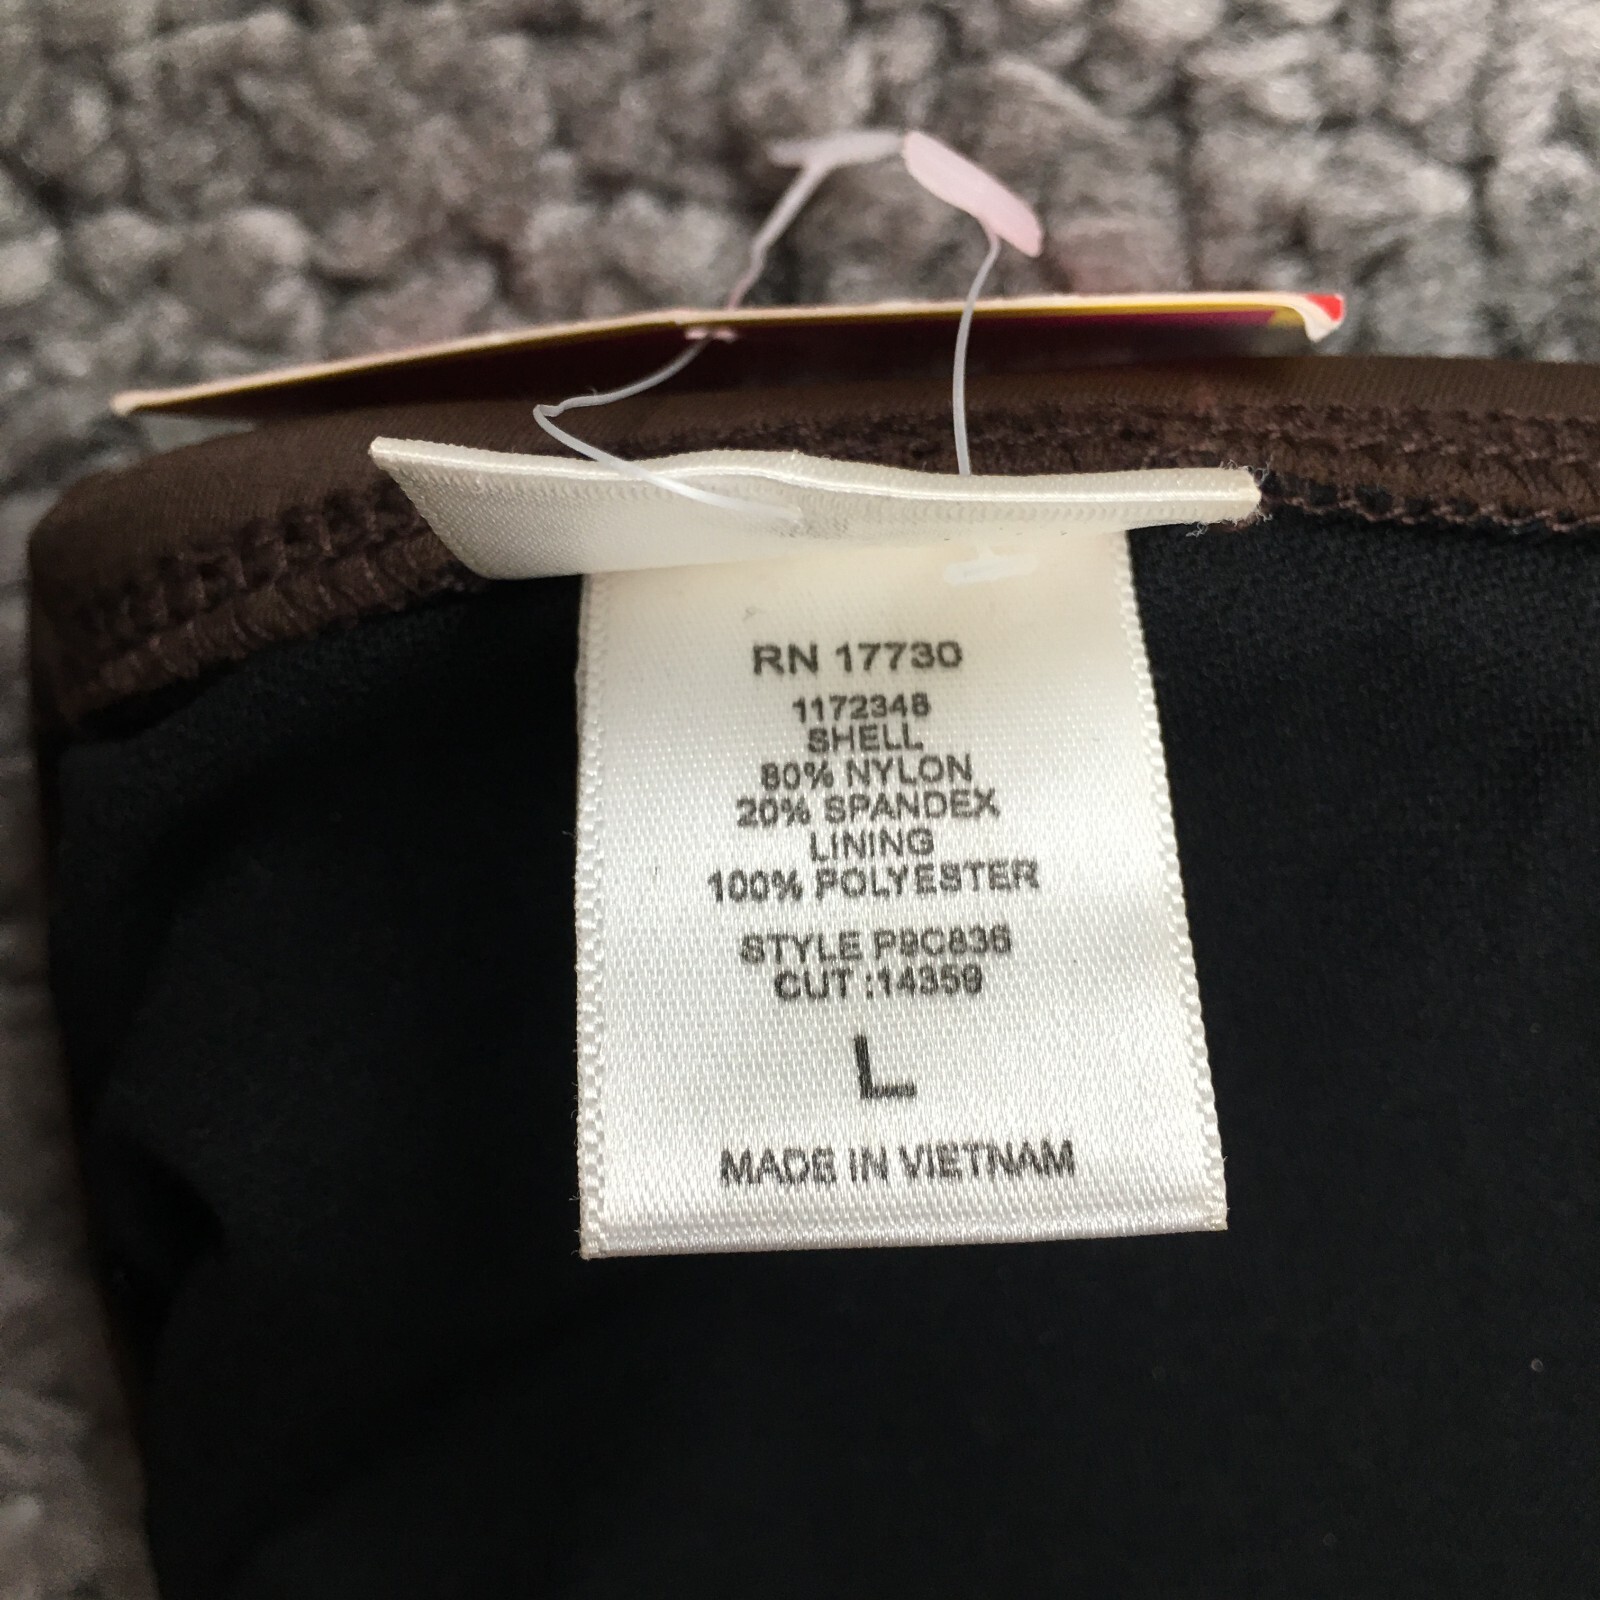 RN 17730
1172348
SHELL
80% NYLON
20% SPANDEX
LINING
100% POLYESTER
STYLE P9C836
CUT :14359
L
MADE IN VIETNAM